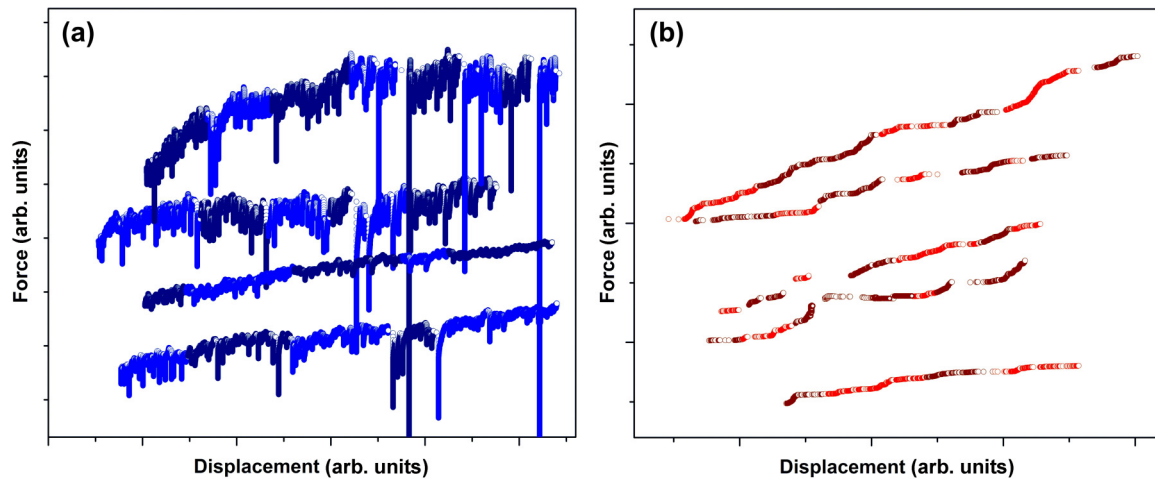 (a)
Force (arb. units)
Displacement (arb. units)
(b)
Force (arb. units)
Displacement (arb. units)